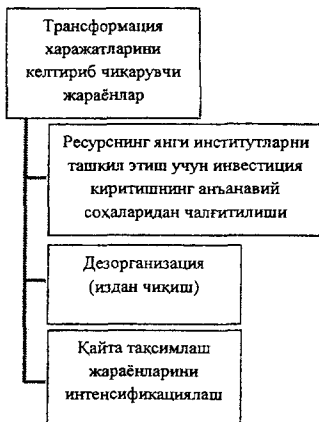 Трансформация
харажатларини
келтириб чиқарувчи
жараёнлар
Ресурснинг янги институтларни
ташкил этиш учун инвестиция
киритишнинг анъанавий
соҳаларидан чалғитилиши
Дезорганизация
(издан чиқиш)
Қайта тақсимлаш
жараёнларини
интенсификациялаш